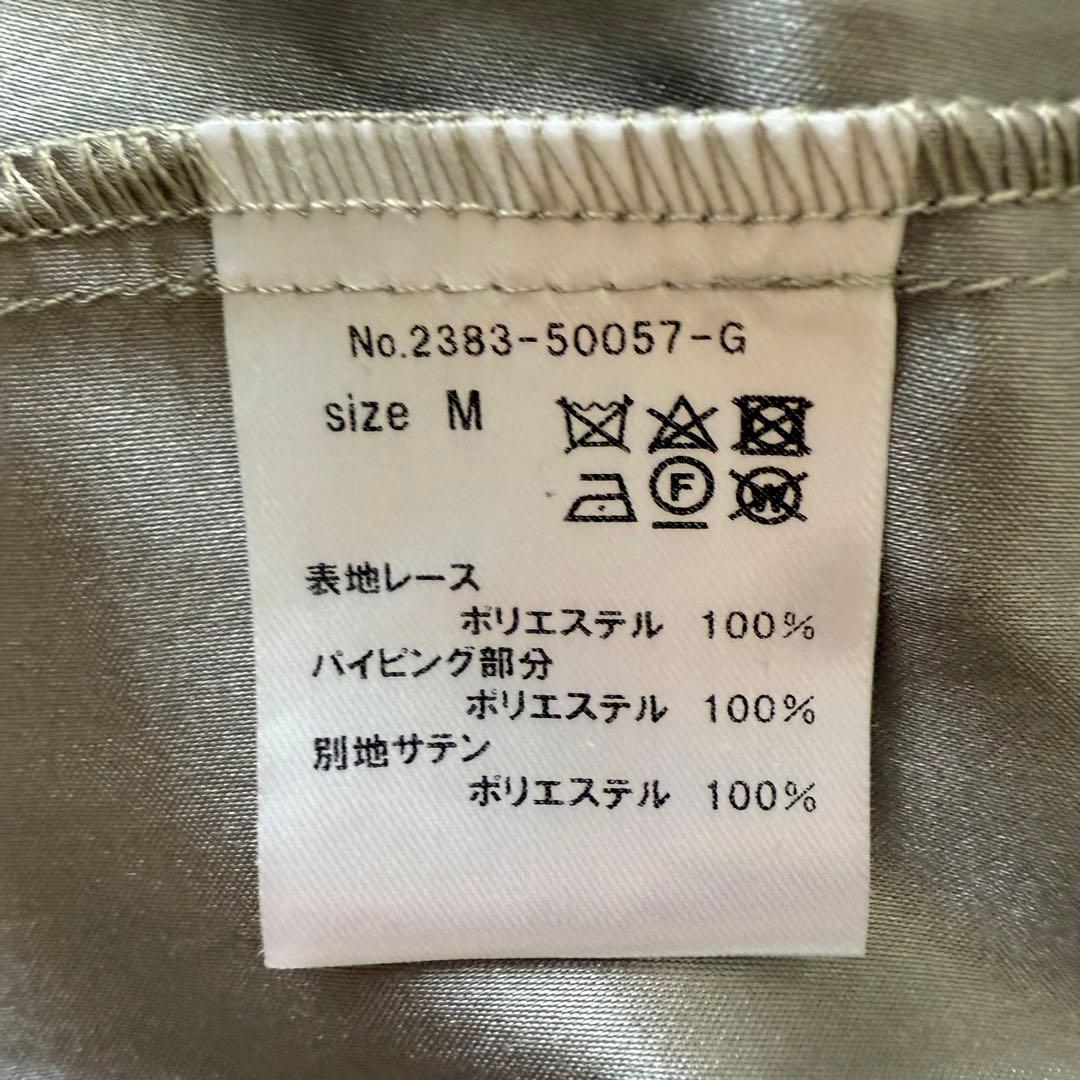 No.2383-50057-G
size M
F
W
表地レース
ポリエステル 100%
パイピング部分
ポリエステル 100%
別地サテン
ポリエステル 100%